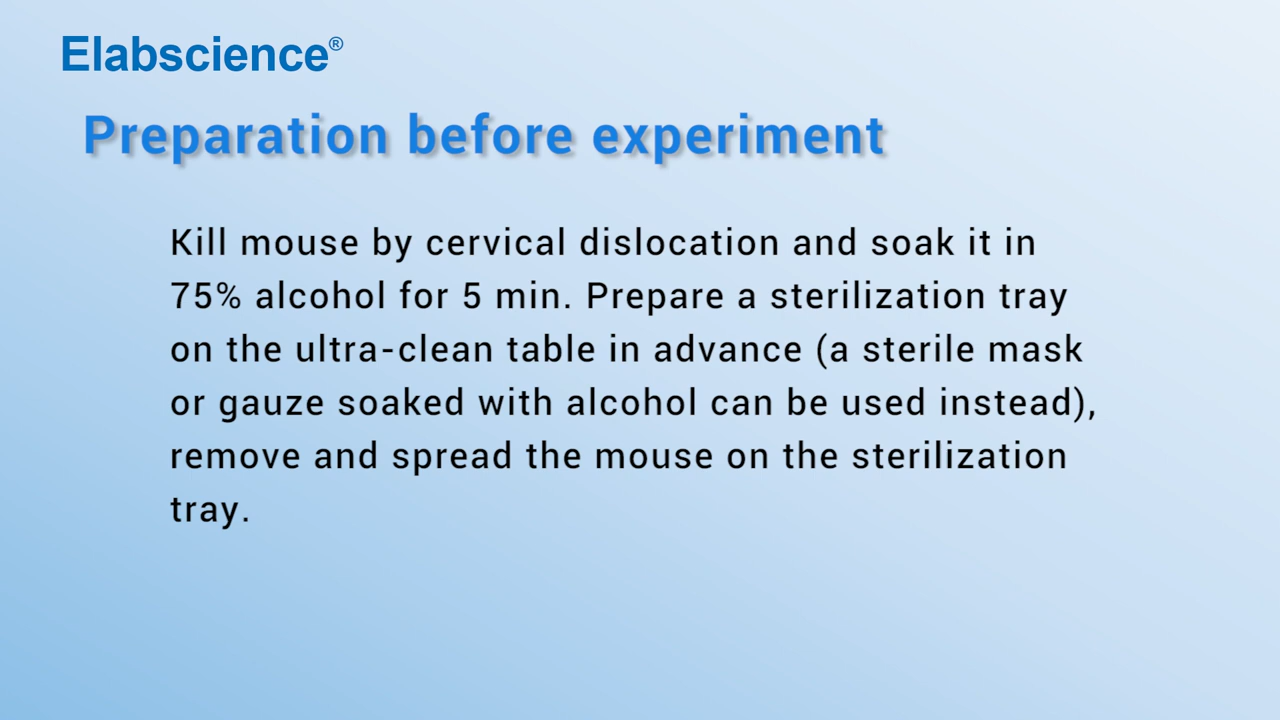 Elabscience®
Preparation before experiment
Kill mouse by cervical dislocation and soak it in
75% alcohol for 5 min. Prepare a sterilization tray
on the ultra-clean table in advance (a sterile mask
or gauze soaked with alcohol can be used instead),
remove and spread the mouse on the sterilization
tray.